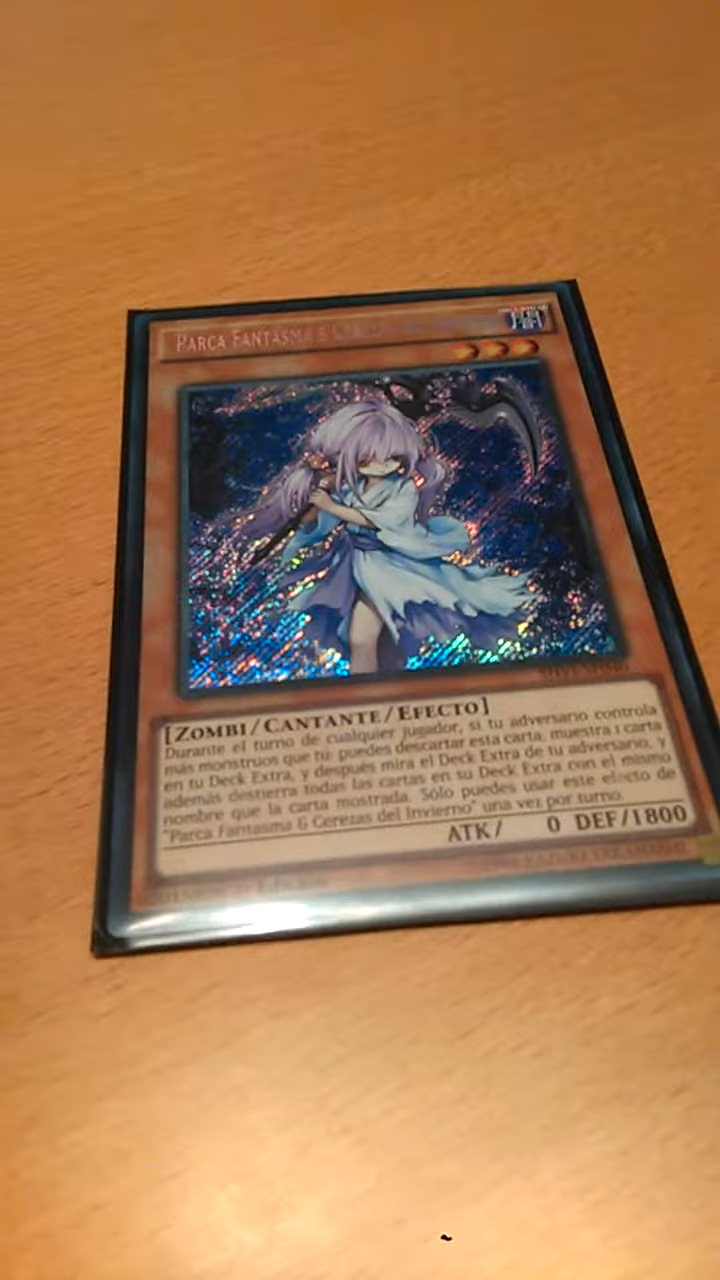 PARCA FANTASMA &
[ZOMBI/CANTANTE/EFECTO]
Durante el turno de cualquier jugador, si tu adversario controla
más monstruos que tú: puedes descartar esta carta; muestra 1 carta
en tu Deck Extra, y después mira el Deck Extra de tu adversario, y
además destierra todas las cartas en su Deck Extra con el mismo
nombre que la carta mostrada. Sólo puedes usar este efecto de
"Parca Fantasma & Cerezas del Invierno" una vez por turno.
ATK/ 0 DEF/1800